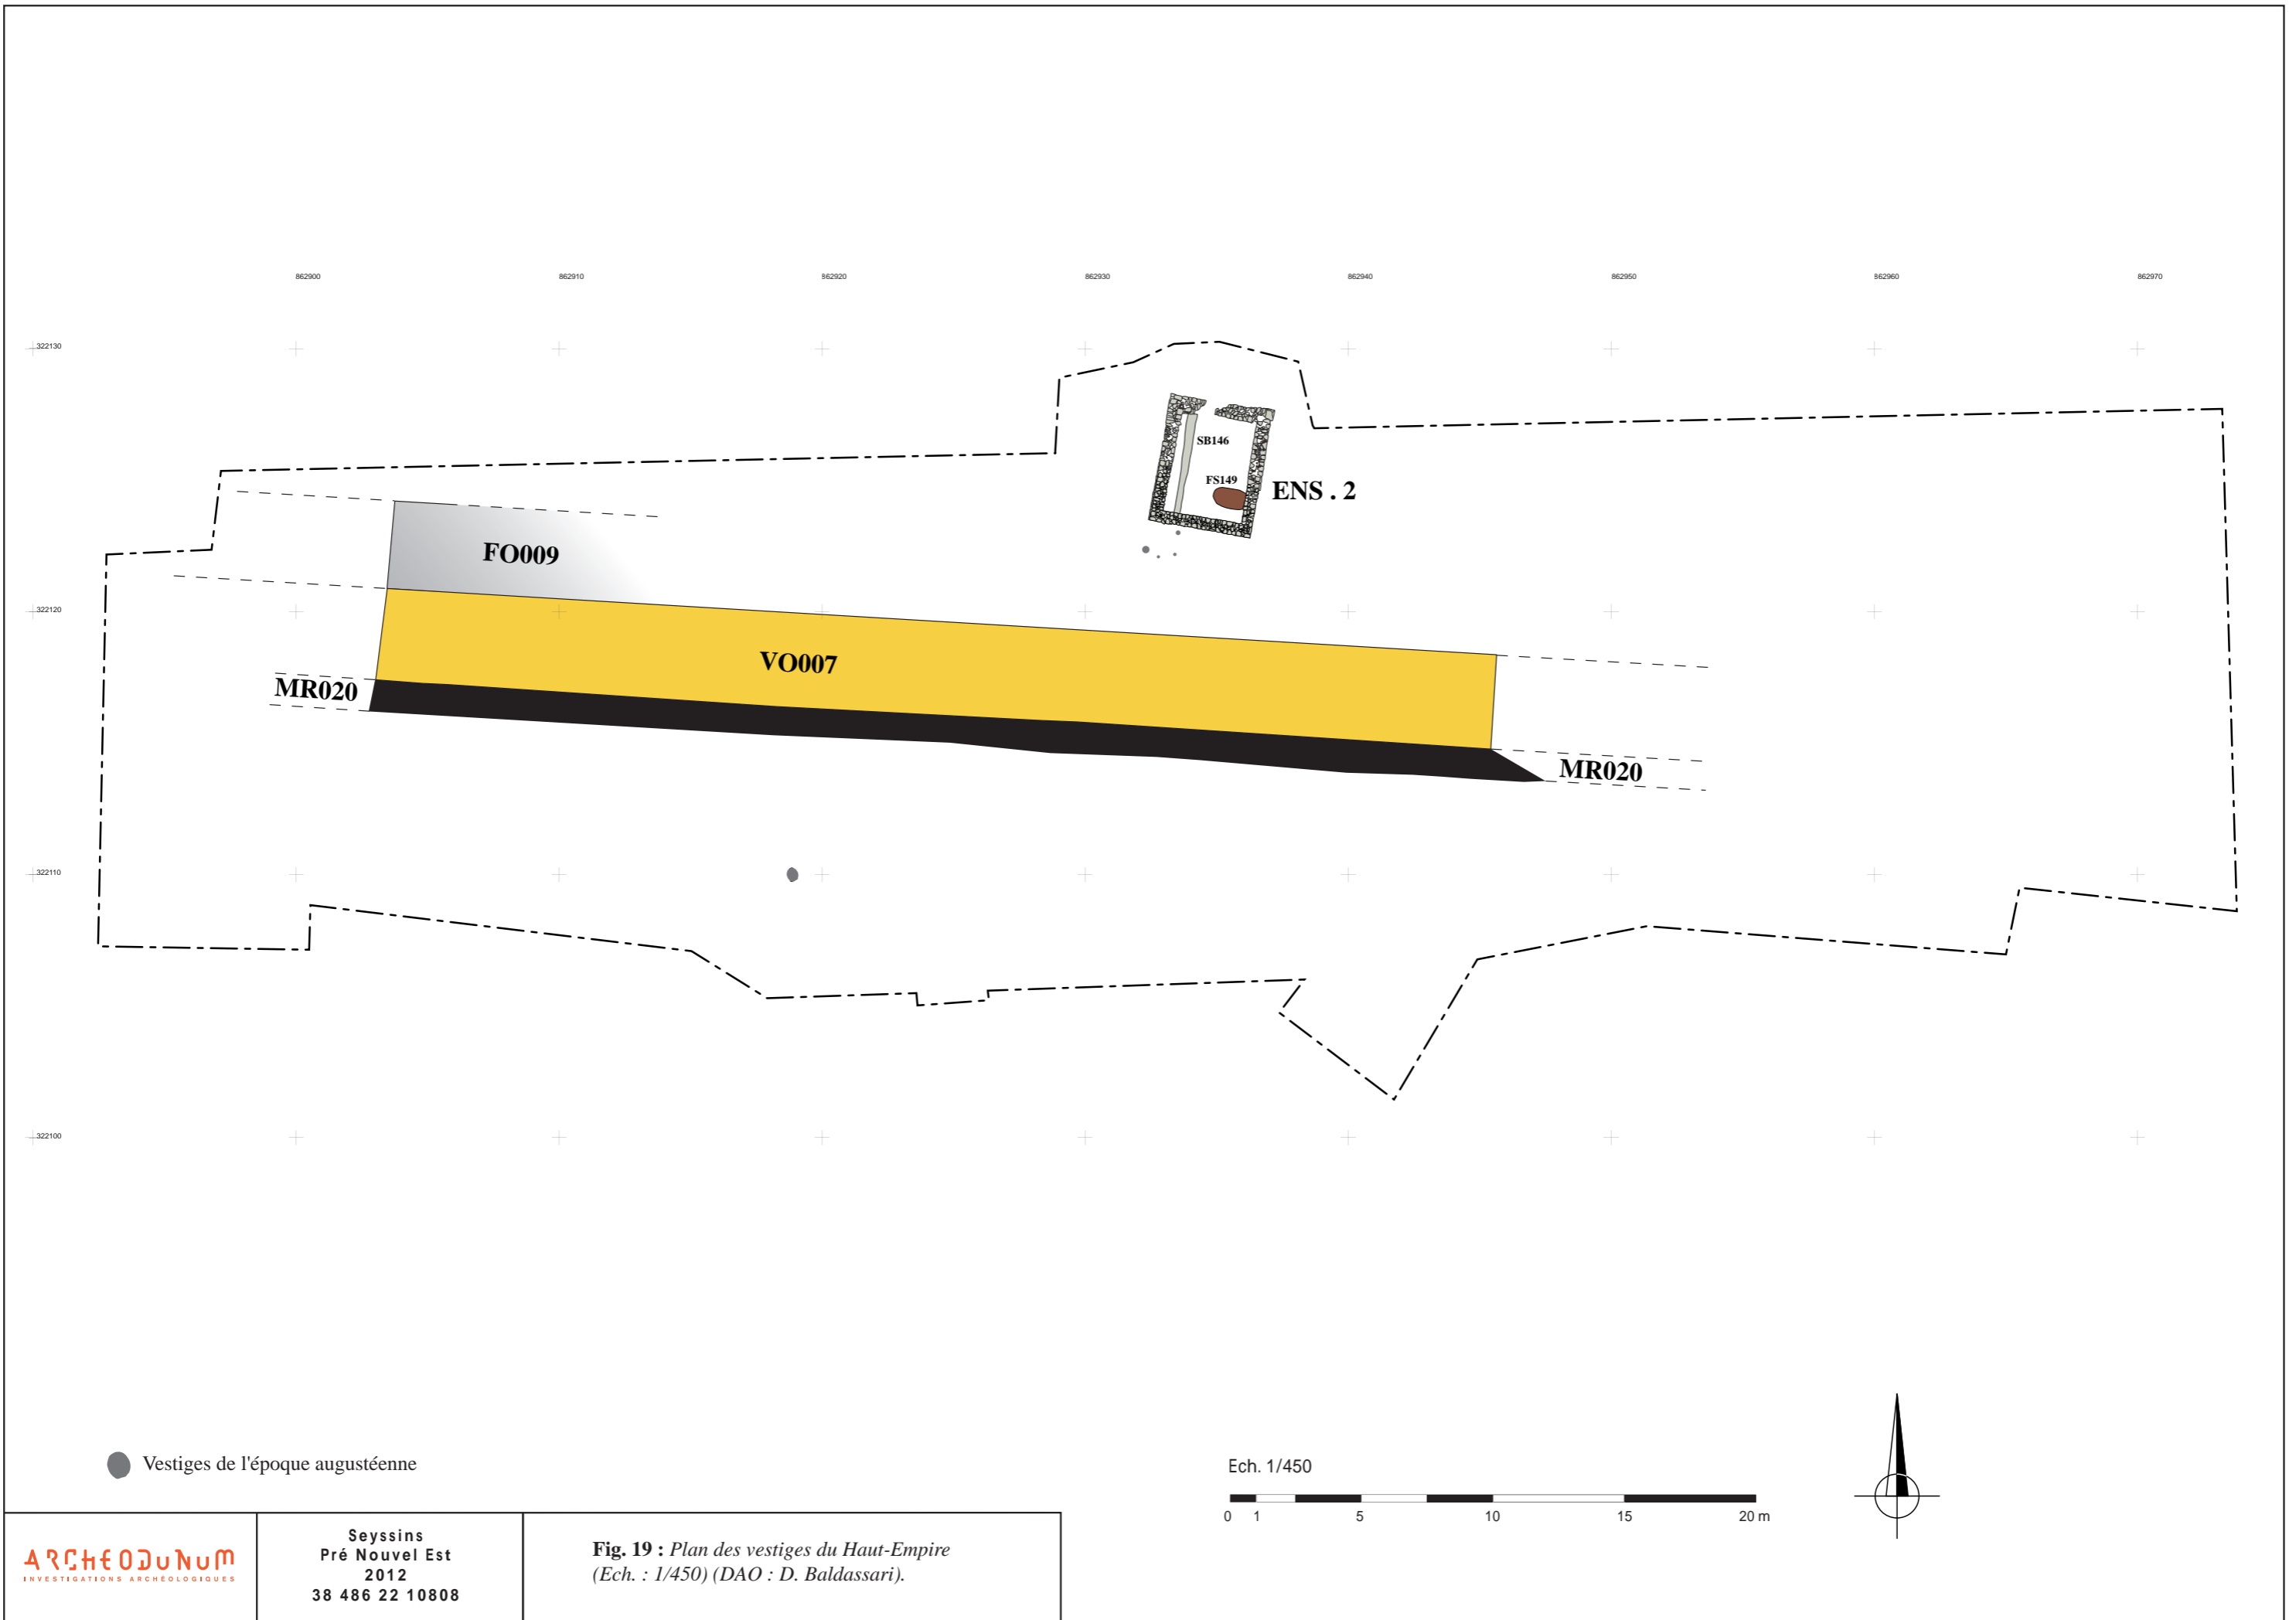 862900 862910 862920 862930 862940 862950 862960 862970
322130
SB146
FS149
ENS . 2
FO009
322120
VO007
MR020
MR020
322110
322100
Vestiges de l'époque augustéenne
Ech. 1/450
0 1 5 10 15 20 m
ARCHEODUNUM
INVESTIGATIONS ARCHÉOLOGIQUES
Seyssins
Pré Nouvel Est
2012
38 486 22 10808
Fig. 19 : Plan des vestiges du Haut-Empire
(Ech. : 1/450) (DAO : D. Baldassari).